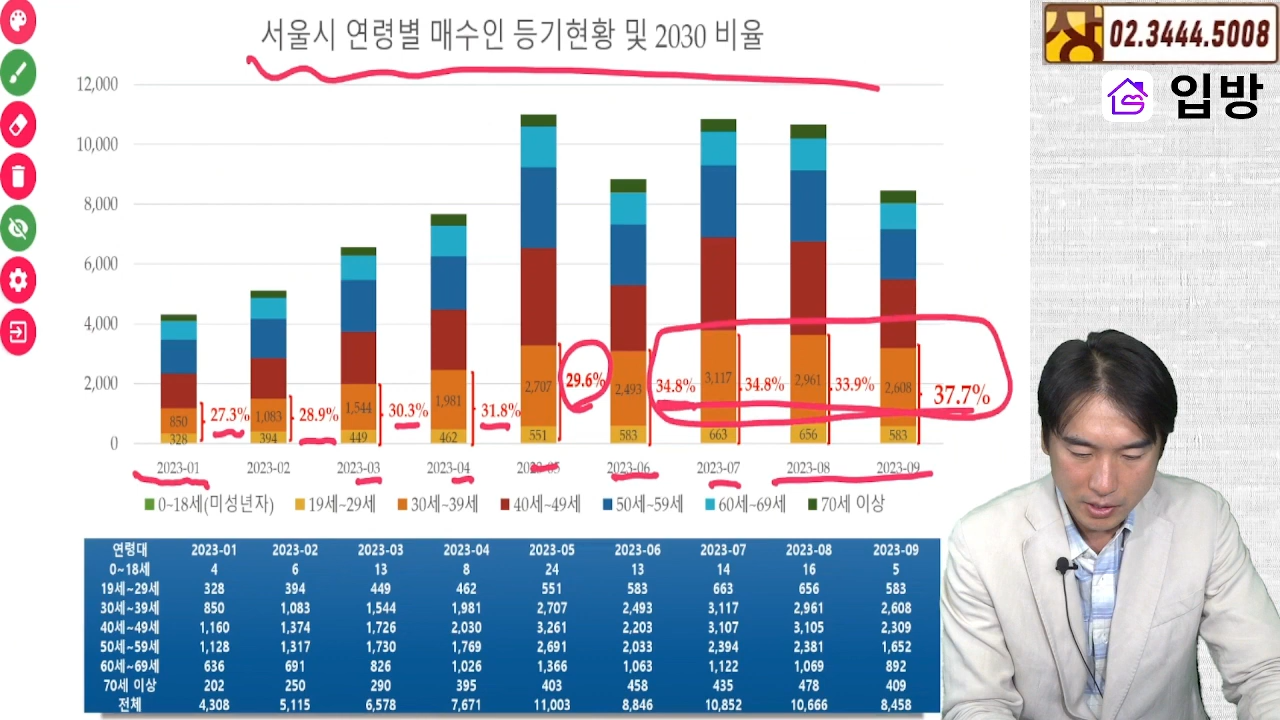 서울시 연령별 매수인 등기현황 및 2030 비율
02.3444.5008
입방
12,000
10,000
8,000
6,000
4,000
2,000
0
850 1,083 1,544 1,981 2,707 2,493 3,117 2,961 2,608
328 394 449 462 551 583 663 656 583
27.3% 28.9% 30.3% 31.8% 29.6% 34.8% 34.8% 33.9% 37.7%
2023-01 2023-02 2023-03 2023-04 2023-05 2023-06 2023-07 2023-08 2023-09
0~18세(미성년자) 19세~29세 30세~39세 40세~49세 50세~59세 60세~69세 70세 이상
연령대 2023-01 2023-02 2023-03 2023-04 2023-05 2023-06 2023-07 2023-08 2023-09
0~18세 4 6 13 8 24 13 14 16 5
19세~29세 328 394 449 462 551 583 663 656 583
30세~39세 850 1,083 1,544 1,981 2,707 2,493 3,117 2,961 2,608
40세~49세 1,160 1,374 1,726 2,030 3,261 2,203 3,107 3,105 2,309
50세~59세 1,128 1,317 1,730 1,769 2,691 2,033 2,394 2,381 1,652
60세~69세 636 691 826 1,026 1,366 1,063 1,122 1,069 892
70세 이상 202 250 290 395 403 458 435 478 409
전체 4,308 5,115 6,578 7,671 11,003 8,846 10,852 10,666 8,458